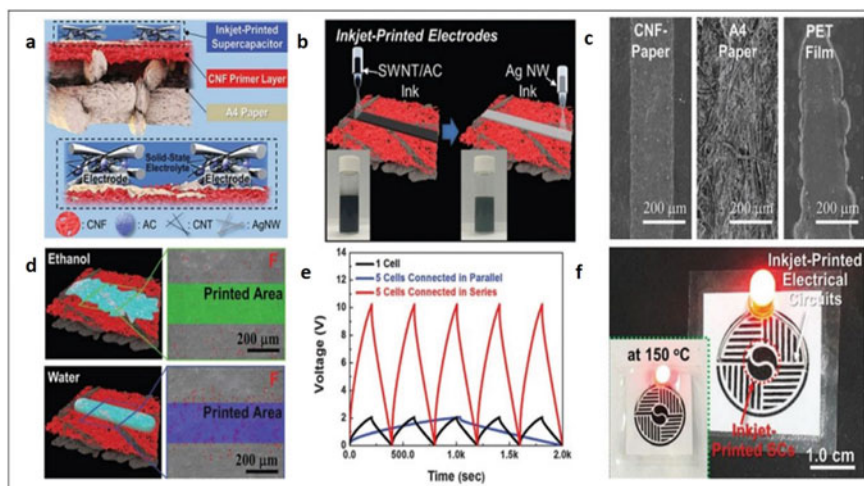 a
Inkjet-Printed
Supercapacitor
CNF Primer Layer
A4 Paper
Solid-State
Electrolyte
Electrode
Electrode
: CNF
: AC
: CNT
: AgNW
b
Inkjet-Printed Electrodes
SWNT/AC
Ink
Ag NW
Ink
c
CNF-
Paper
A4
Paper
PET
Film
200 µm
200 µm
200 µm
d
Ethanol
F
Printed Area
200 µm
Water
F
Printed Area
200 µm
e
1 Cell
5 Cells Connected in Parallel
5 Cells Connected in Series
Voltage (V)
14
12
10
8
6
4
2
0
0.0
500.0
1.0k
1.5k
2.0k
Time (sec)
f
Inkjet-Printed
Electrical
Circuits
at 150 °C
Inkjet-
Printed SCs
1.0 cm